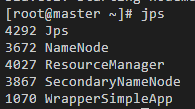 [root@master ~]# jps
4292 Jps
3672 NameNode
4027 ResourceManager
3867 SecondaryNameNode
1070 WrapperSimpleApp